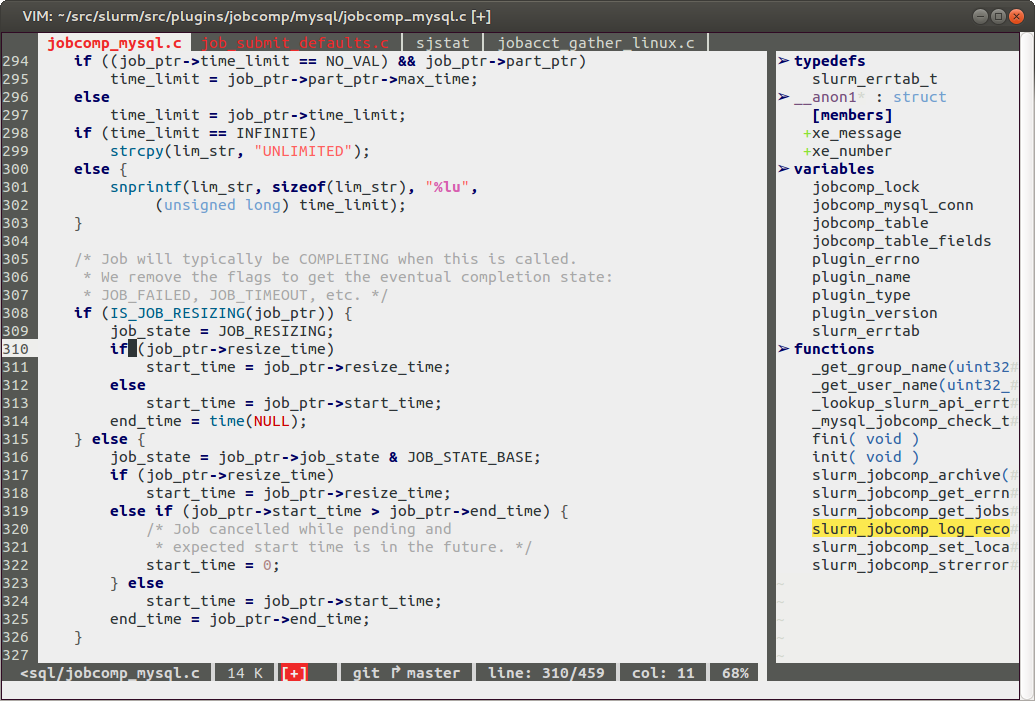 VIM: ~/src/slurm/src/plugins/jobcomp/mysql/jobcomp_mysql.c [+]
jobcomp_mysql.c job_submit_defaults.c sjstat jobacct_gather_linux.c
294     if ((job_ptr->time_limit == NO_VAL) && job_ptr->part_ptr)
295         time_limit = job_ptr->part_ptr->max_time;
296     else
297         time_limit = job_ptr->time_limit;
298     if (time_limit == INFINITE)
299         strcpy(lim_str, "UNLIMITED");
300     else {
301         snprintf(lim_str, sizeof(lim_str), "%lu",
302              (unsigned long) time_limit);
303     }
304
305     /* Job will typically be COMPLETING when this is called.
306      * We remove the flags to get the eventual completion state:
307      * JOB_FAILED, JOB_TIMEOUT, etc. */
308     if (IS_JOB_RESIZING(job_ptr)) {
309         job_state = JOB_RESIZING;
310         if (job_ptr->resize_time)
311             start_time = job_ptr->resize_time;
312         else
313             start_time = job_ptr->start_time;
314         end_time = time(NULL);
315     } else {
316         job_state = job_ptr->job_state & JOB_STATE_BASE;
317         if (job_ptr->resize_time)
318             start_time = job_ptr->resize_time;
319         else if (job_ptr->start_time > job_ptr->end_time) {
320             /* Job cancelled while pending and
321              * expected start time is in the future. */
322             start_time = 0;
323         } else
324             start_time = job_ptr->start_time;
325         end_time = job_ptr->end_time;
326     }
327
➢ typedefs
slurm_errtab_t
➢ __anon1* : struct
[members]
+xe_message
+xe_number
➢ variables
jobcomp_lock
jobcomp_mysql_conn
jobcomp_table
jobcomp_table_fields
plugin_errno
plugin_name
plugin_type
plugin_version
slurm_errtab
➢ functions
_get_group_name(uint32#
_get_user_name(uint32_#
_lookup_slurm_api_errt#
_mysql_jobcomp_check_t#
fini( void )
init( void )
slurm_jobcomp_archive(#
slurm_jobcomp_get_errn#
slurm_jobcomp_get_jobs#
slurm_jobcomp_log_reco#
slurm_jobcomp_set_loca#
slurm_jobcomp_strerror#
~
~
~
~
~
<sql/jobcomp_mysql.c 14 K [+] git ↱ master line: 310/459 col: 11 68%